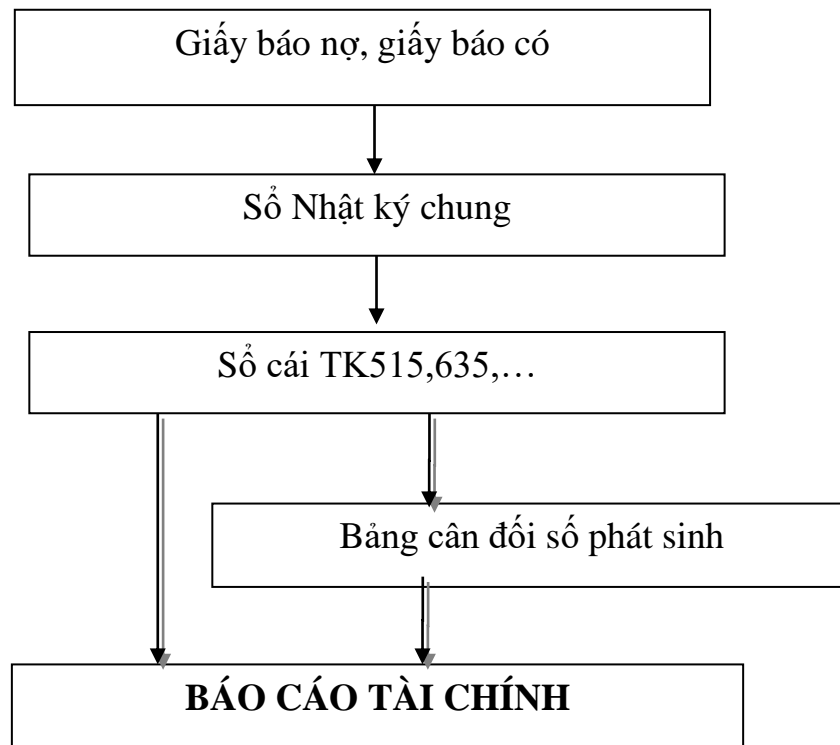 Giấy báo nợ, giấy báo có
Sổ Nhật ký chung
Sổ cái TK515,635,…
Bảng cân đối số phát sinh
BÁO CÁO TÀI CHÍNH